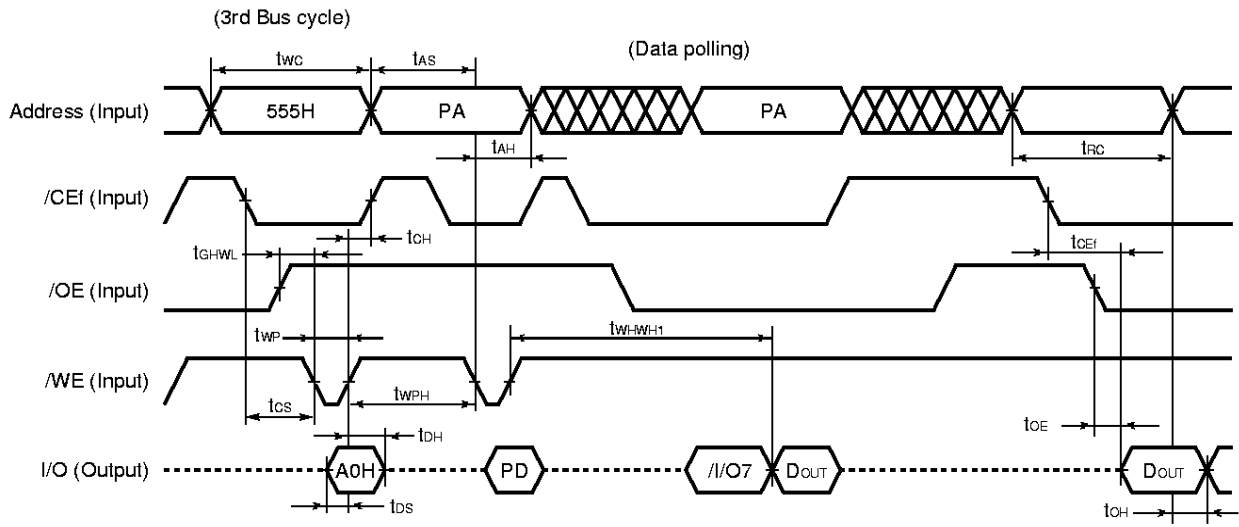 (3rd Bus cycle)
(Data polling)
tWC
tAS
Address (Input)
555H
PA
PA
tAH
tRC
/CEf (Input)
tCH
tGHWL
tCEf
/OE (Input)
tWP
tWHWH1
/WE (Input)
tCS
tWPH
tDH
tOE
I/O (Output)
A0H
PD
/I/O7
DOUT
DOUT
tDS
tOH